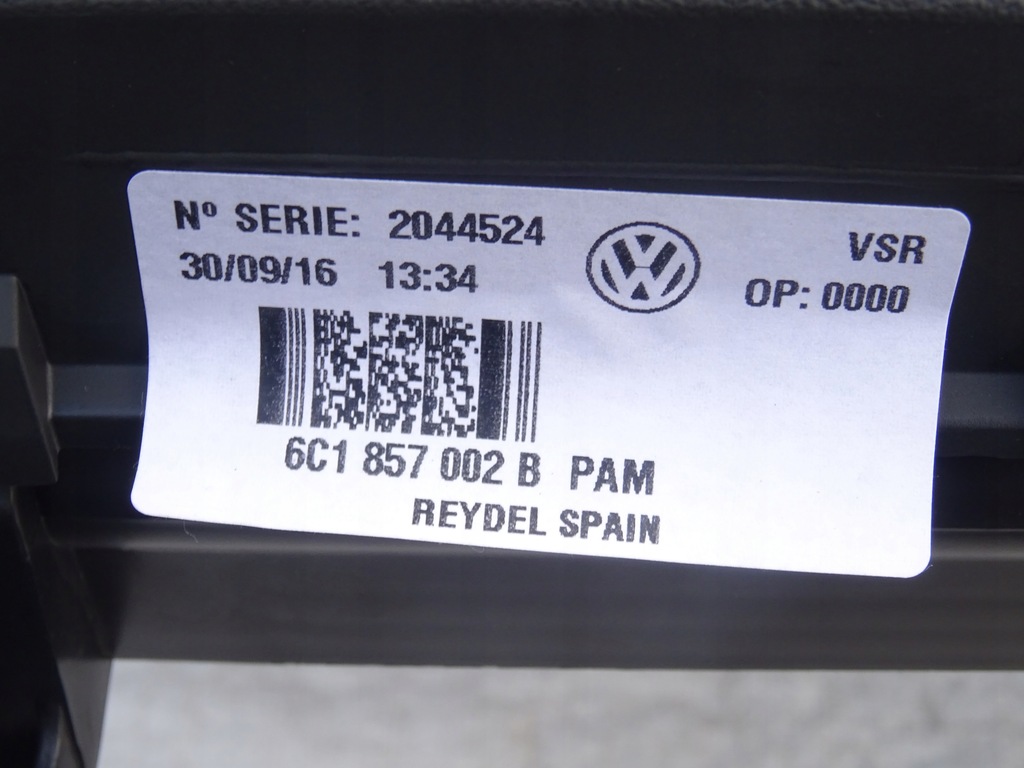 Nº SERIE: 2044524
VSR
30/09/16 13:34
OP: 0000
6C1 857 002 B PAM
REYDEL SPAIN